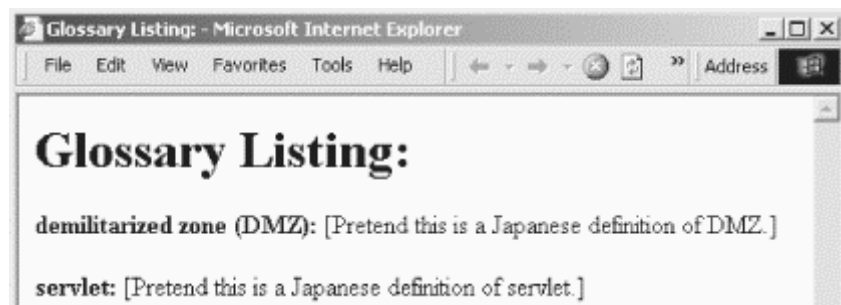 Glossary Listing: - Microsoft Internet Explorer
File Edit View Favorites Tools Help » Address
Glossary Listing:
demilitarized zone (DMZ): [Pretend this is a Japanese definition of DMZ.]
servlet: [Pretend this is a Japanese definition of servlet.]